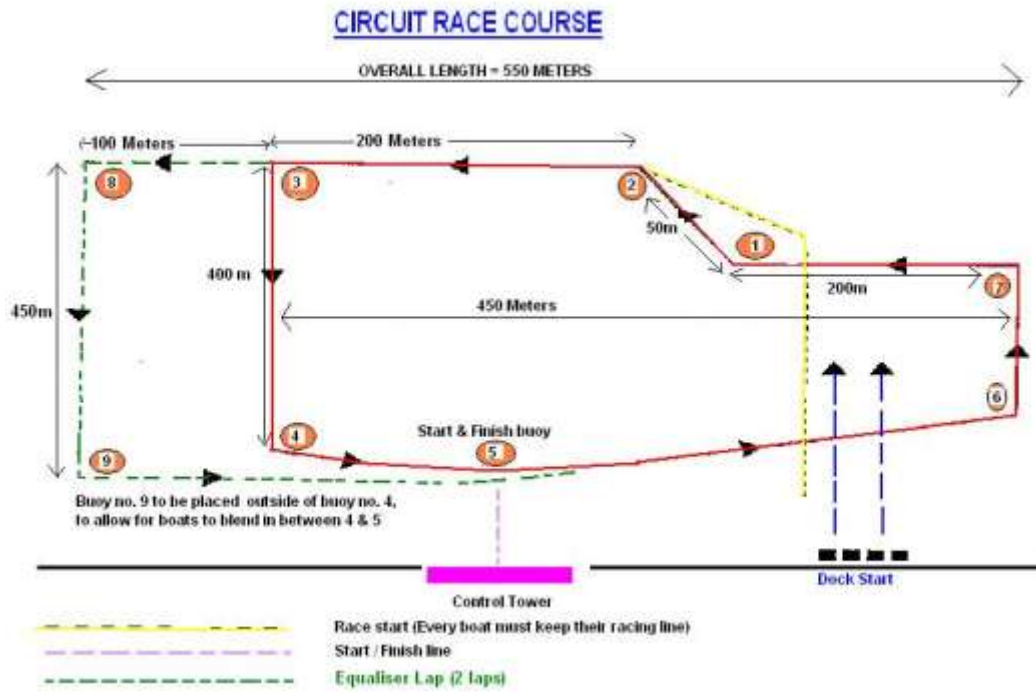 CIRCUIT RACE COURSE
OVERALL LENGTH = 550 METERS
100 Meters
200 Meters
8
3
2
1
50m
7
200m
400 m
450m
450 Meters
6
4
Start & Finish buoy
5
9
Buoy no. 9 to be placed outside of buoy no. 4,
to allow for boats to blend in between 4 & 5
Dock Start
Control Tower
Race start (Every boat must keep their racing line)
Start / Finish line
Equaliser Lap (2 laps)